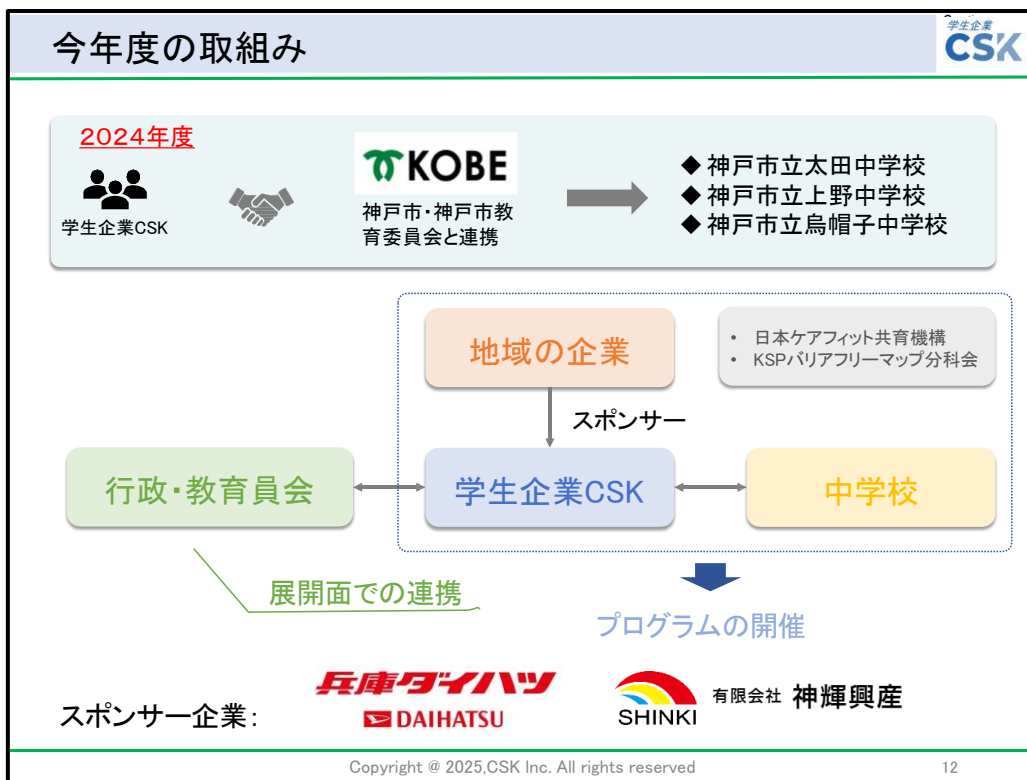 今年度の取組み
学生企業
CSK
2024年度
学生企業CSK
KOBE
神戸市・神戸市教
育委員会と連携
◆ 神戸市立太田中学校
◆ 神戸市立上野中学校
◆ 神戸市立烏帽子中学校
地域の企業
• 日本ケアフィット共育機構
• KSPバリアフリーマップ分科会
スポンサー
行政・教育員会
学生企業CSK
中学校
展開面での連携
プログラムの開催
スポンサー企業：
兵庫ダイハツ
DAIHATSU
SHINKI
有限会社 神輝興産
Copyright @ 2025,CSK Inc. All rights reserved
12